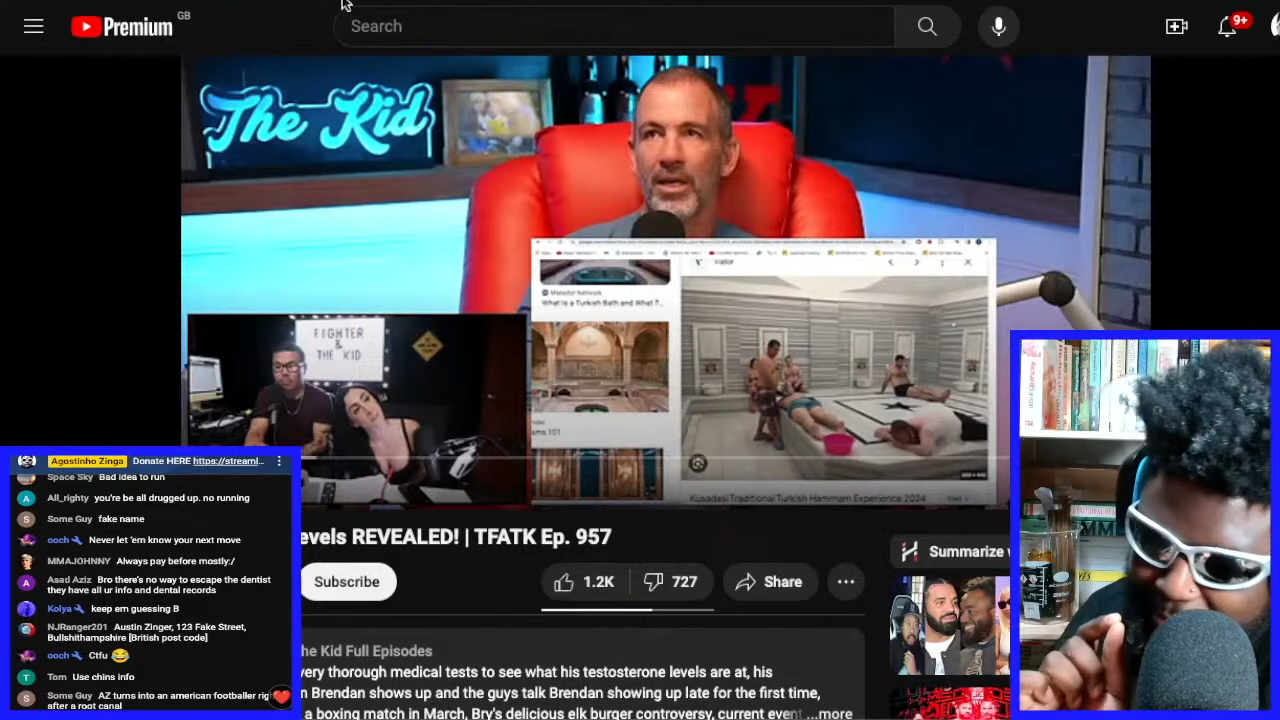 Premium GB
Search
9+
The Kid
viator
Matador Network
What Is a Turkish Bath and What T...
FIGHTER
& THE KID
Kusadasi Traditional Turkish Hammam Experience 2024
Visit >
Agostinho Zinga Donate HERE https://streaml...
Space Sky Bad idea to run
All_righty you're be all drugged up. no running
Some Guy fake name
ooch Never let 'em know your next move
MMAJOHNNY Always pay before mostly:/
Asad Aziz Bro there's no way to escape the dentist
they have all ur info and dental records
Kolya keep em guessing B
NJRanger201 Austin Zinger, 123 Fake Street,
Bullshithampshire [British post code]
ooch Ctfu 😂
Tom Use chins info
Some Guy AZ turns into an american footballer rig
after a root canal
evels REVEALED! | TFATK Ep. 957
Subscribe
1.2K
727
Share
...
Summarize w
he Kid Full Episodes
very thorough medical tests to see what his testosterone levels are at, his
n Brendan shows up and the guys talk Brendan showing up late for the first time,
a boxing match in March, Bry's delicious elk burger controversy, current event ...more